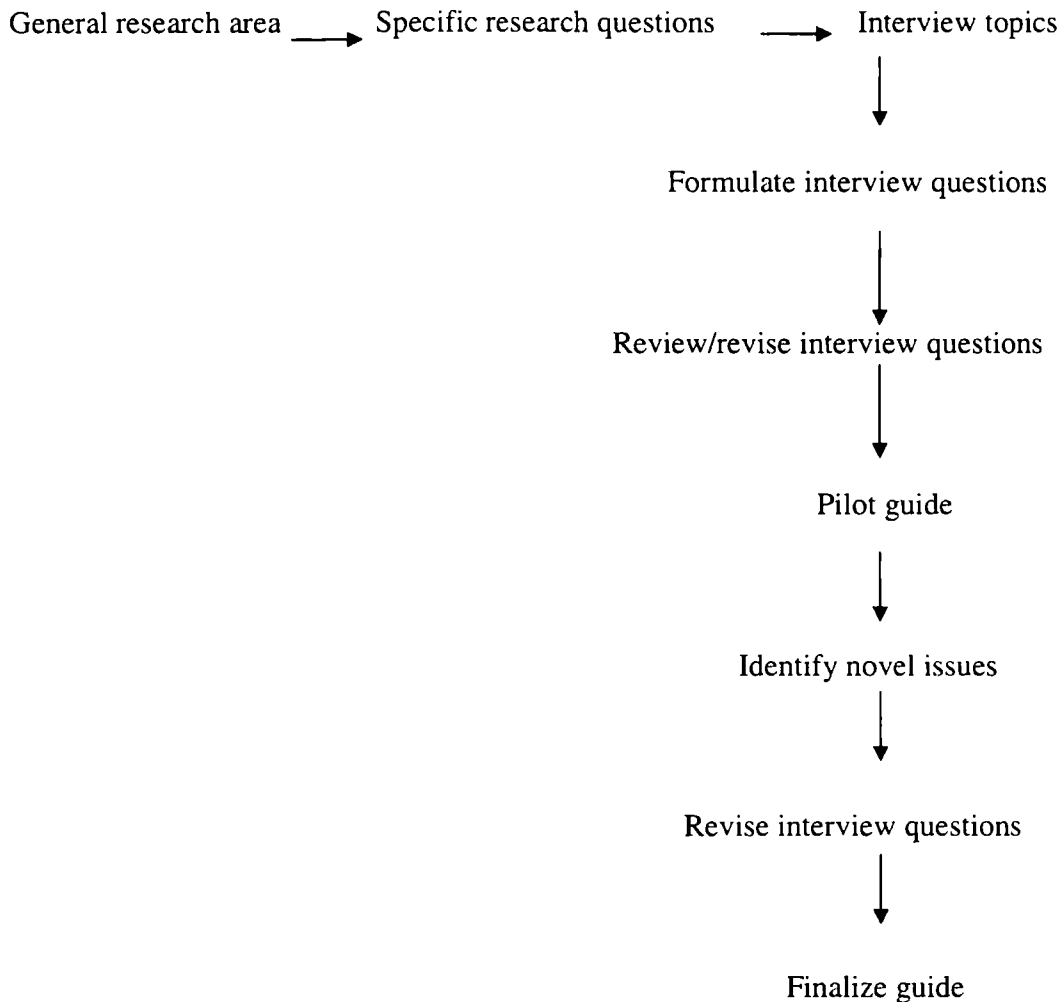 General research area Specific research questions Interview topics
Formulate interview questions
Review/revise interview questions
Pilot guide
Identify novel issues
Revise interview questions
Finalize guide